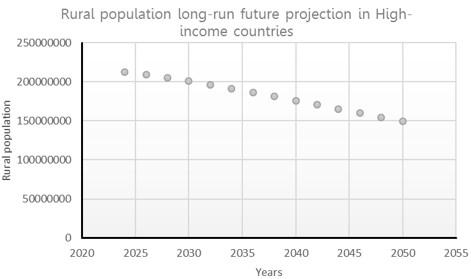 Rural population long-run future projection in High-
income countries
250000000
200000000
150000000
100000000
50000000
0
Rural population
2020 2025 2030 2035 2040 2045 2050 2055
Years